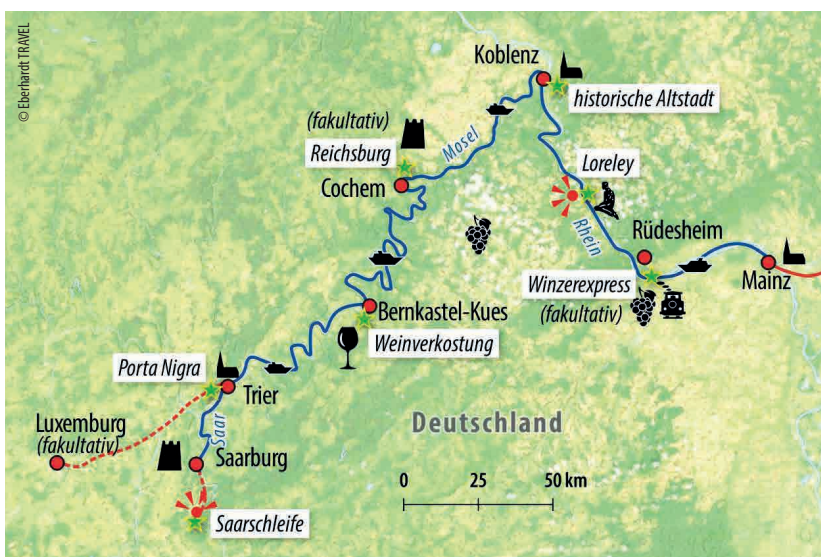 © Eberhardt TRAVEL
Koblenz
historische Altstadt
(fakultativ)
Reichsburg
Mosel
Cochem
Loreley
Rhein
Rüdesheim
Mainz
Winzerexpress
(fakultativ)
Bernkastel-Kues
Weinverkostung
Porta Nigra
Trier
Luxemburg
(fakultativ)
Saar
Saarburg
Deutschland
0 25 50 km
Saarschleife